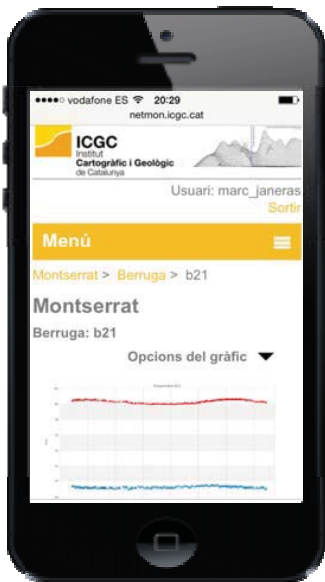 vodafone ES 20:29
netmon.icgc.cat
ICGC
Institut
Cartogràfic i Geològic
de Catalunya
Usuari: marc_janeras
Sortir
Menú
Montserrat > Berruga > b21
Montserrat
Berruga: b21
Opcions del gràfic